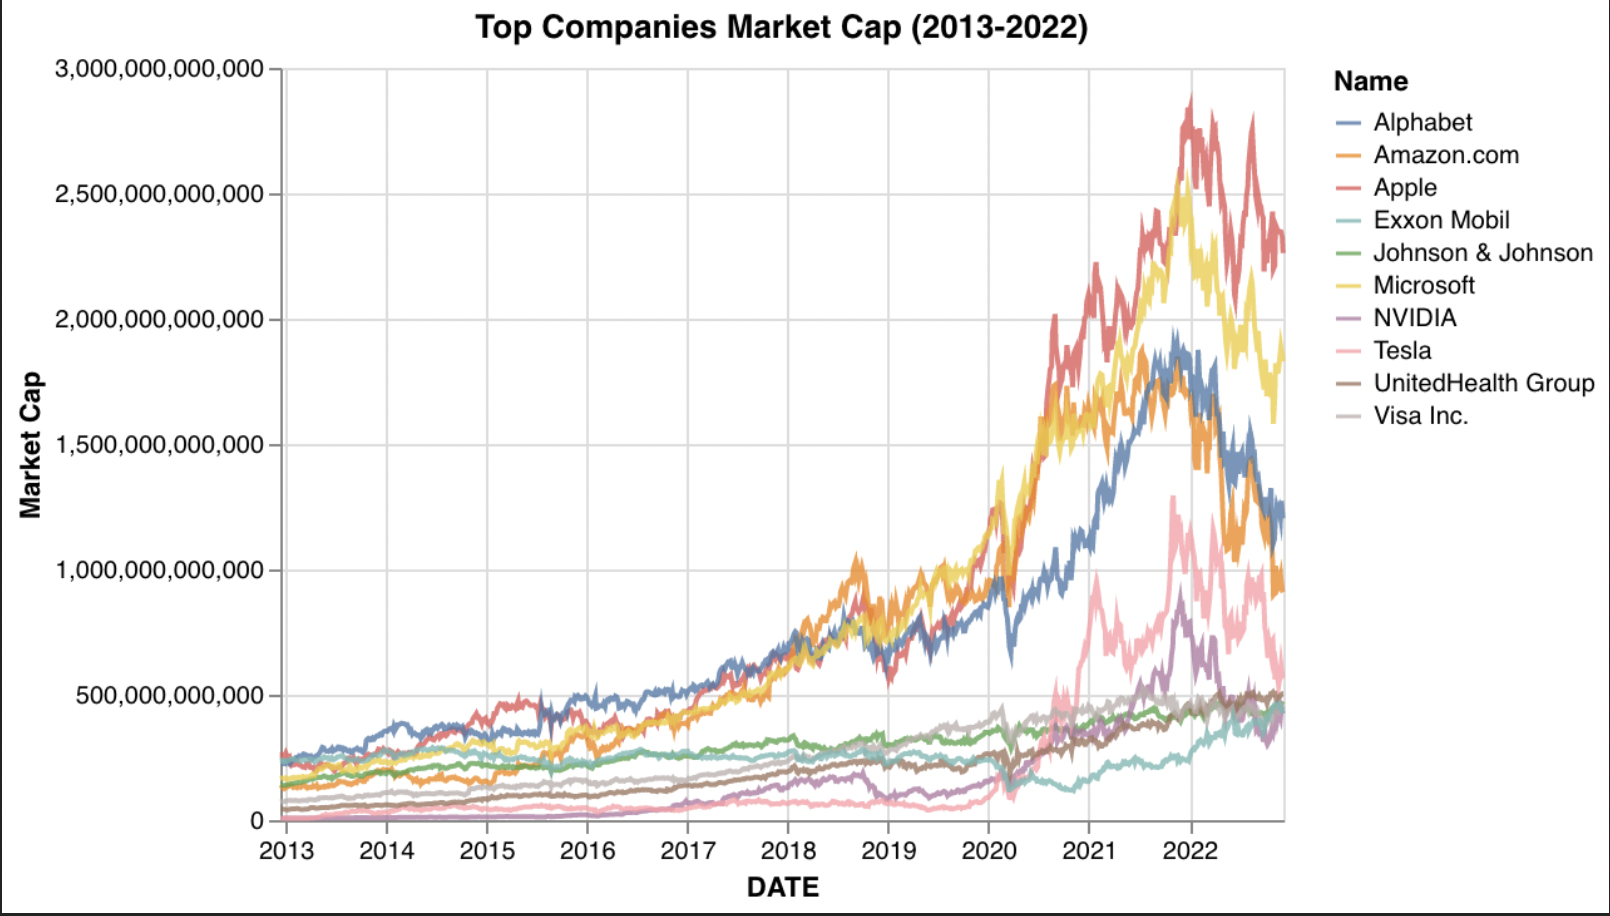 Top Companies Market Cap (2013-2022)
3,000,000,000,000
2,500,000,000,000
2,000,000,000,000
1,500,000,000,000
1,000,000,000,000
500,000,000,000
0
Market Cap
2013 2014 2015 2016 2017 2018 2019 2020 2021 2022
DATE
Name
Alphabet
Amazon.com
Apple
Exxon Mobil
Johnson & Johnson
Microsoft
NVIDIA
Tesla
UnitedHealth Group
Visa Inc.